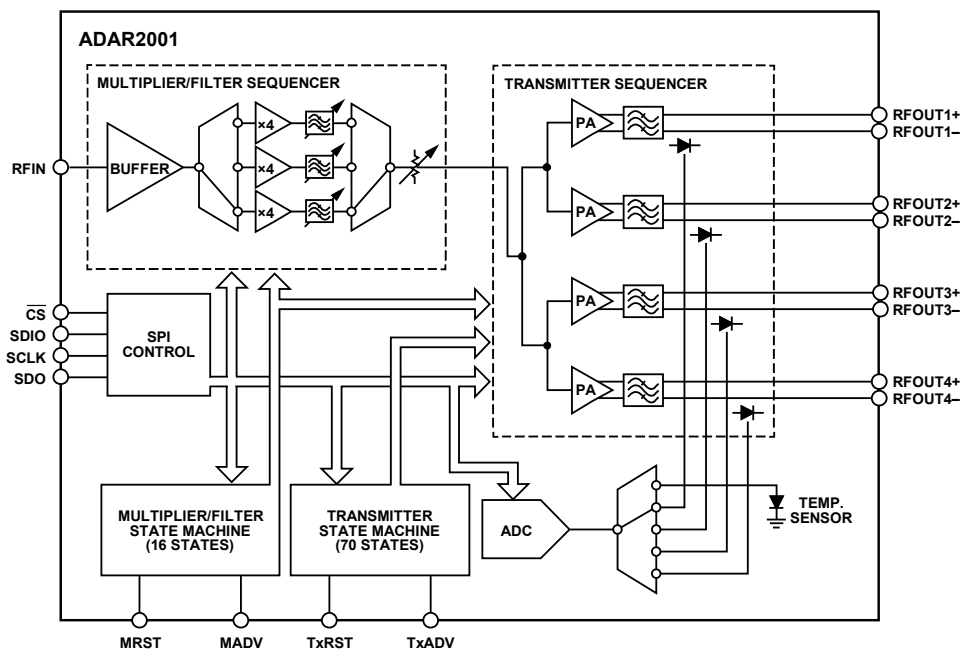 ADAR2001
MULTIPLIER/FILTER SEQUENCER
TRANSMITTER SEQUENCER
RFIN
BUFFER
×4
×4
×4
PA
PA
PA
PA
RFOUT1+
RFOUT1–
RFOUT2+
RFOUT2–
RFOUT3+
RFOUT3–
RFOUT4+
RFOUT4–
CS
SDIO
SCLK
SDO
SPI
CONTROL
MULTIPLIER/FILTER
STATE MACHINE
(16 STATES)
TRANSMITTER
STATE MACHINE
(70 STATES)
ADC
TEMP.
SENSOR
MRST
MADV
TxRST
TxADV